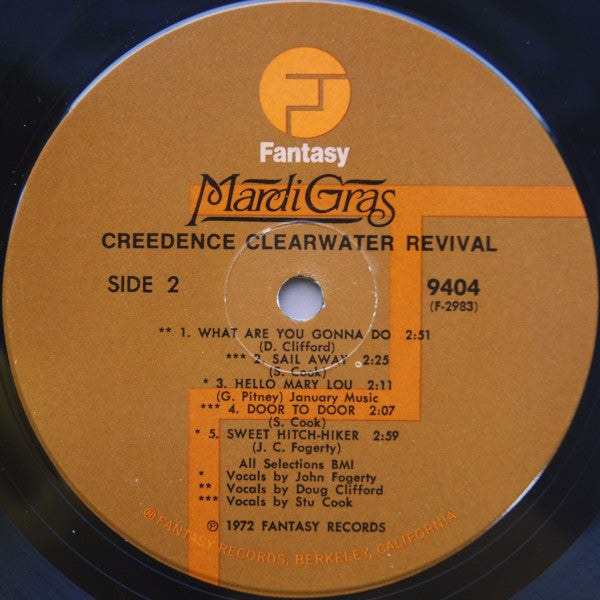 Fantasy
Mardi Gras
CREEDENCE CLEARWATER REVIVAL
SIDE 2
9404
(F-2983)
** 1. WHAT ARE YOU GONNA DO 2:51
(D. Clifford)
*** 2. SAIL AWAY 2:25
(S. Cook)
* 3. HELLO MARY LOU 2:11
(G. Pitney) January Music
*** 4. DOOR TO DOOR 2:07
(S. Cook)
* 5. SWEET HITCH-HIKER 2:59
(J. C. Fogerty)
All Selections BMI
* Vocals by John Fogerty
** Vocals by Doug Clifford
*** Vocals by Stu Cook
℗ 1972 FANTASY RECORDS
® FANTASY RECORDS, BERKELEY, CALIFORNIA